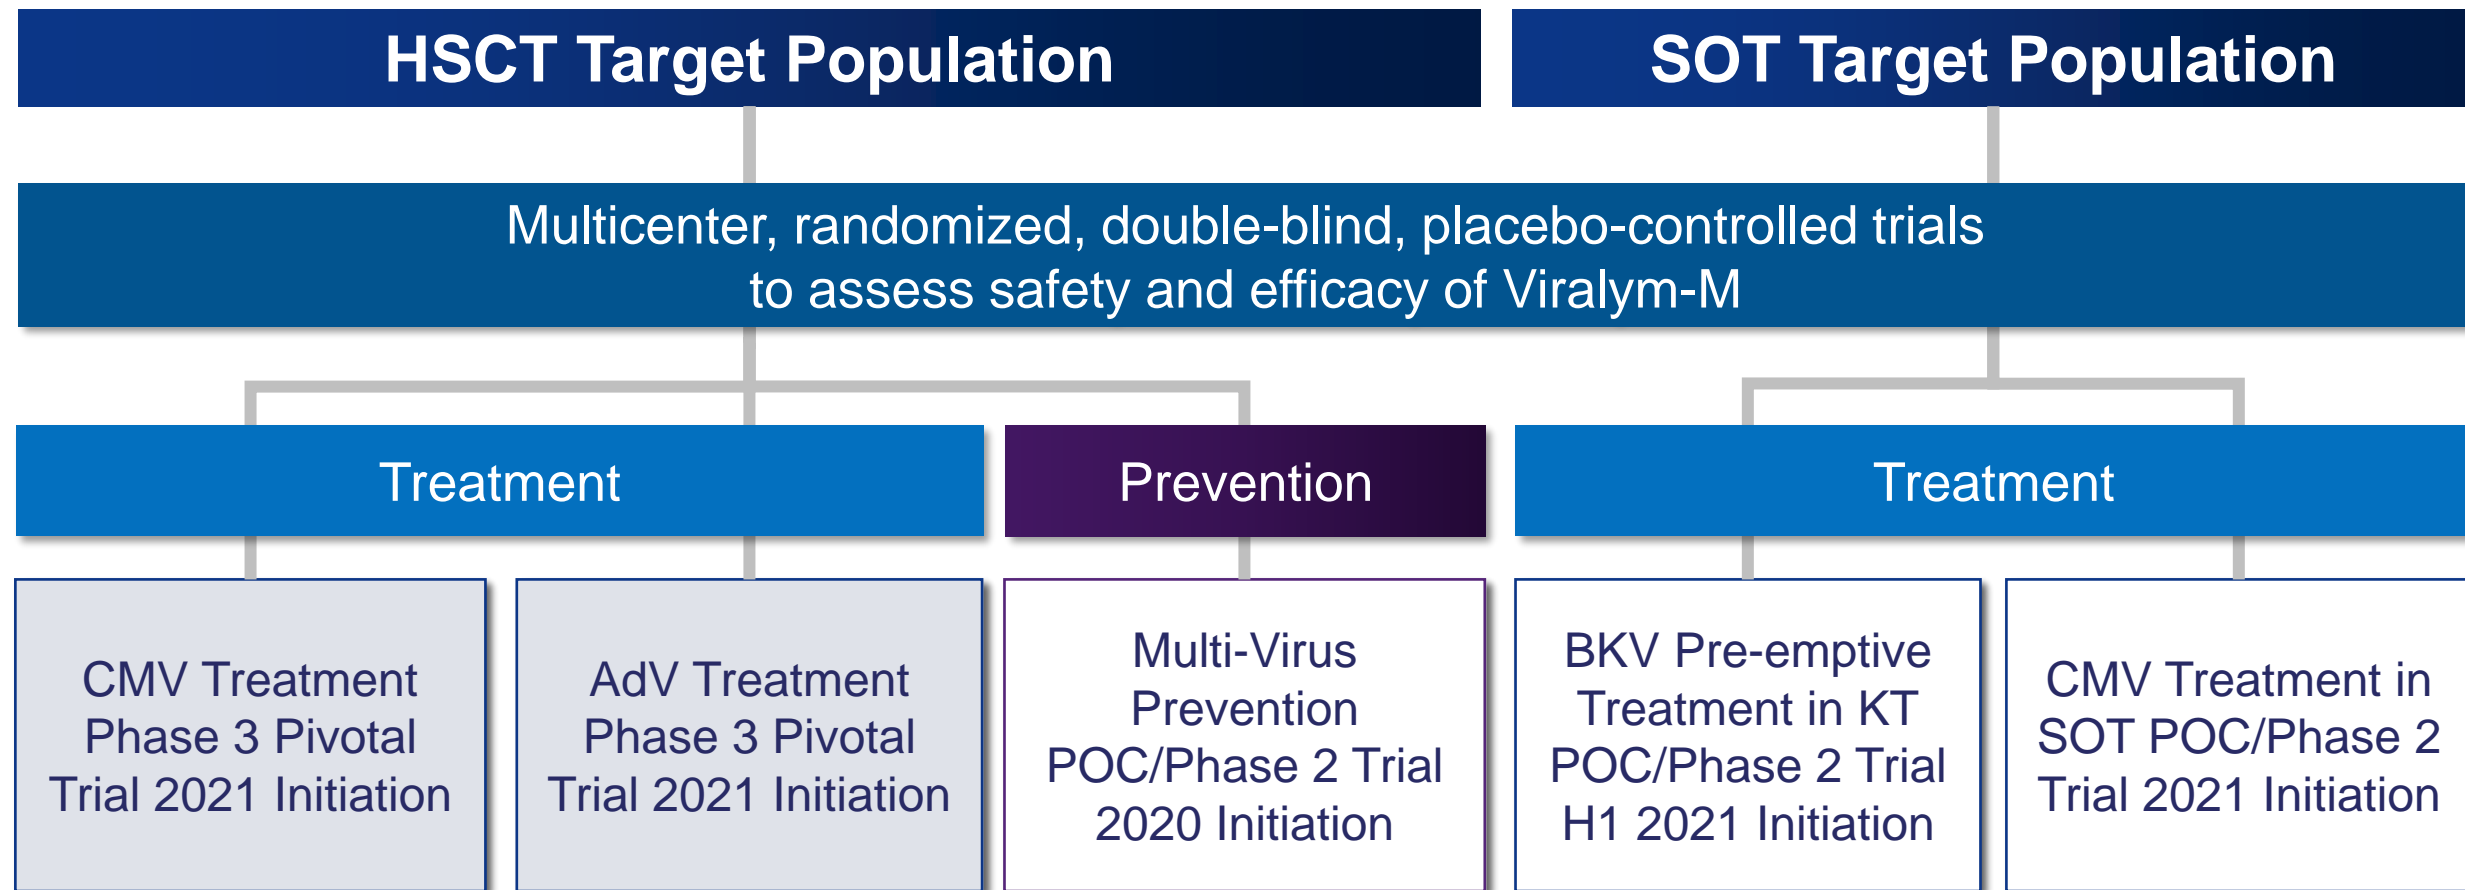 HSCT Target Population
SOT Target Population
Multicenter, randomized, double-blind, placebo-controlled trials
to assess safety and efficacy of Viralym-M
Treatment
Prevention
Treatment
CMV Treatment
Phase 3 Pivotal
Trial 2021 Initiation
AdV Treatment
Phase 3 Pivotal
Trial 2021 Initiation
Multi-Virus
Prevention
POC/Phase 2 Trial
2020 Initiation
BKV Pre-emptive
Treatment in KT
POC/Phase 2 Trial
H1 2021 Initiation
CMV Treatment in
SOT POC/Phase 2
Trial 2021 Initiation